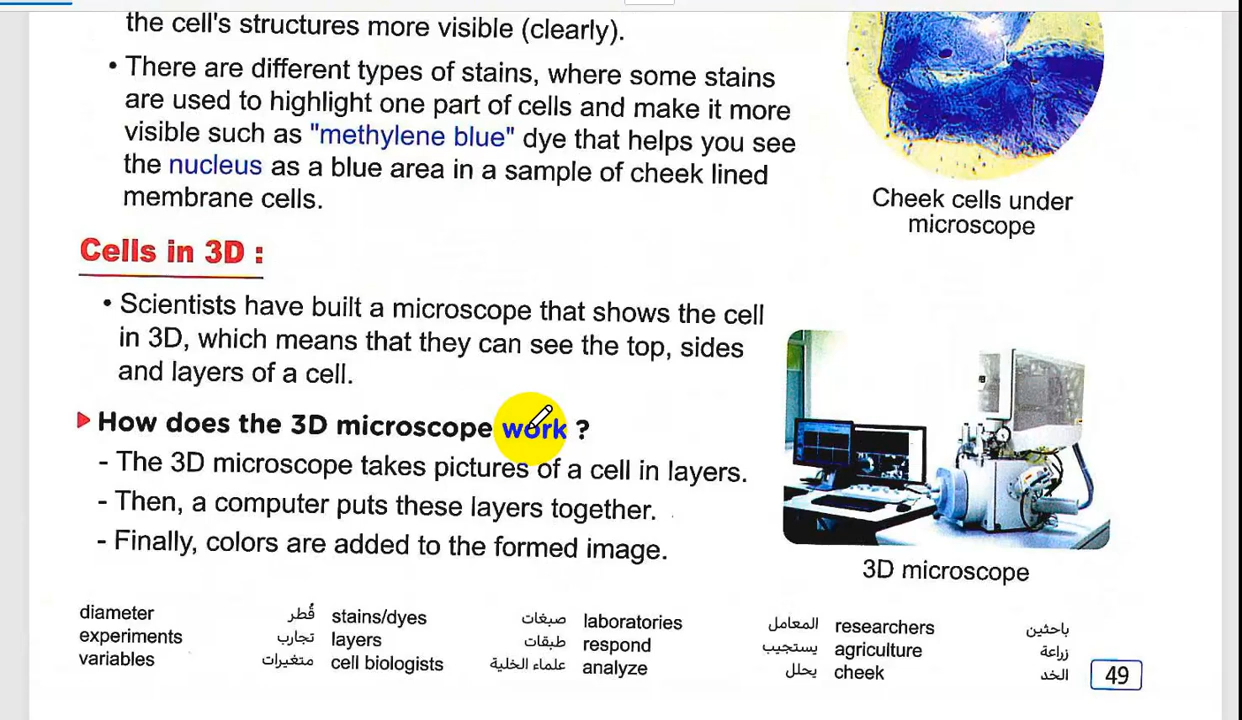 the cell's structures more visible (clearly).
• There are different types of stains, where some stains
are used to highlight one part of cells and make it more
visible such as "methylene blue" dye that helps you see
the nucleus as a blue area in a sample of cheek lined
membrane cells.
Cheek cells under
microscope
Cells in 3D :
• Scientists have built a microscope that shows the cell
in 3D, which means that they can see the top, sides
and layers of a cell.
How does the 3D microscope work ?
- The 3D microscope takes pictures of a cell in layers.
- Then, a computer puts these layers together.
- Finally, colors are added to the formed image.
3D microscope
diameter قُطر stains/dyes صبغات laboratories المعامل researchers باحثين
experiments تجارب layers طبقات respond يستجيب agriculture زراعة
variables متغيرات cell biologists علماء الخلية analyze يحلل cheek الخد
49